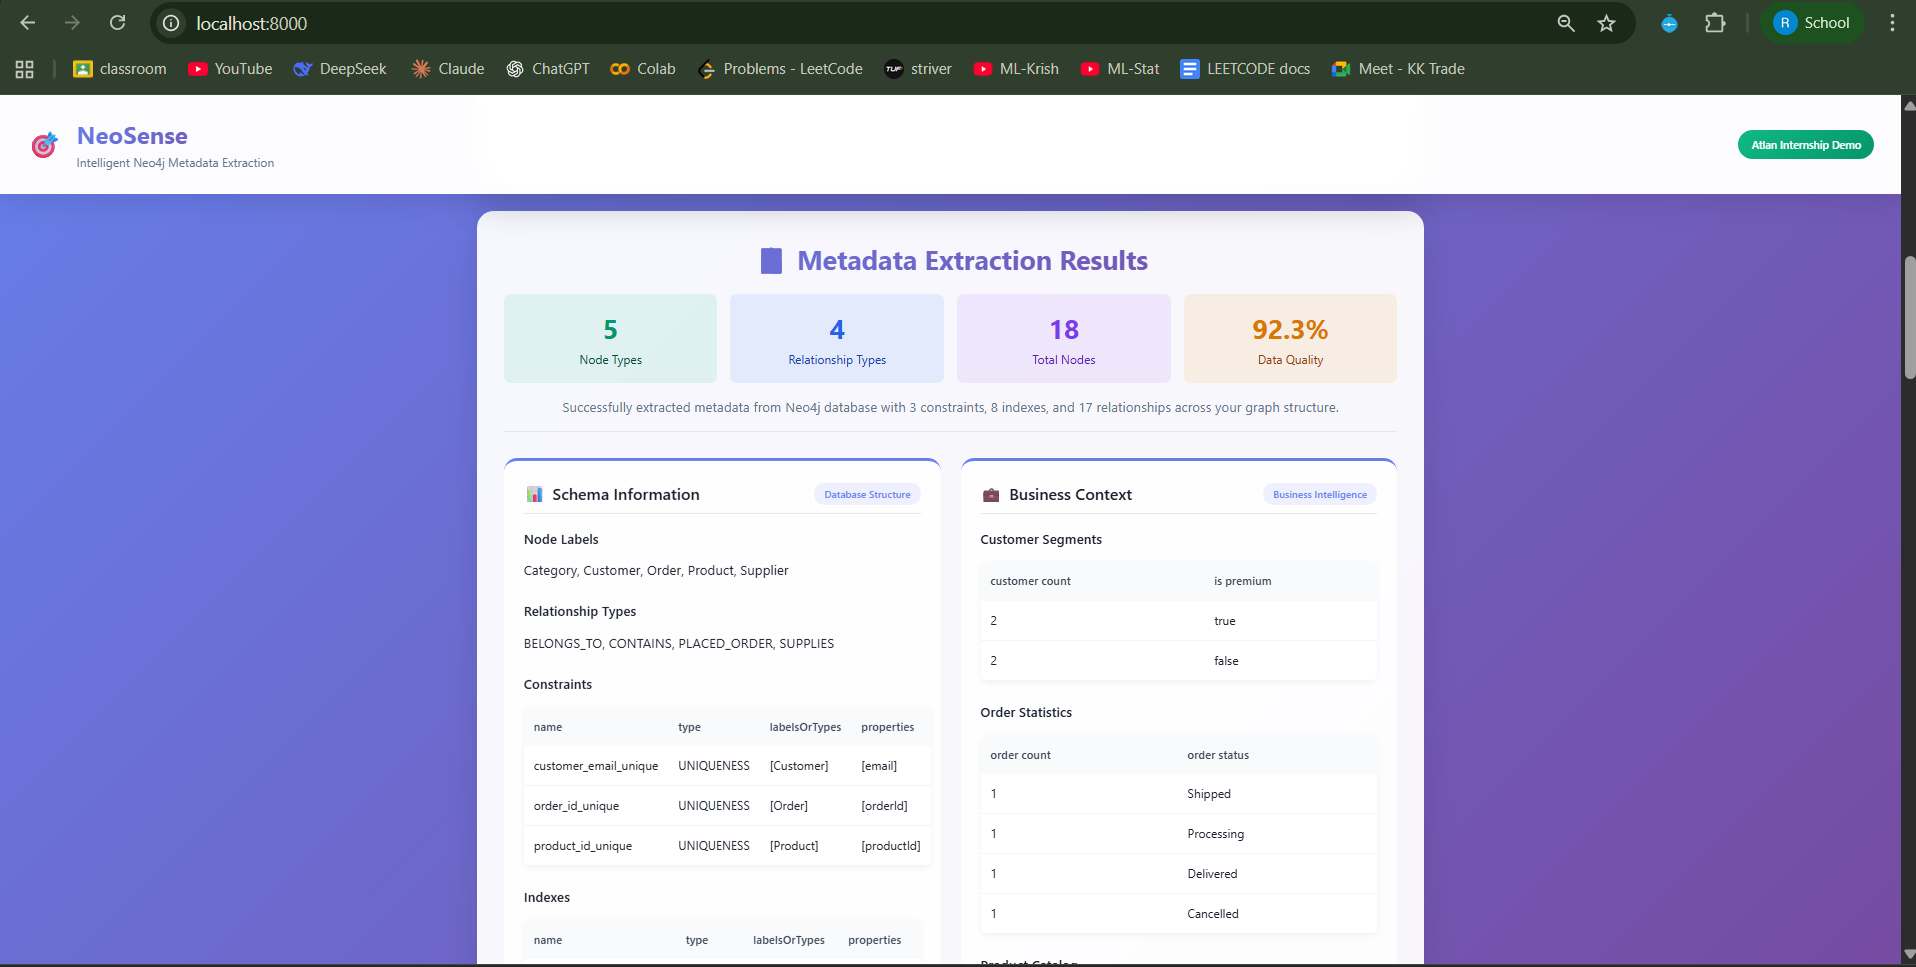 localhost:8000
R School
classroom YouTube DeepSeek Claude ChatGPT Colab Problems - LeetCode striver ML-Krish ML-Stat LEETCODE docs Meet - KK Trade
NeoSense
Intelligent Neo4j Metadata Extraction
Atlan Internship Demo
Metadata Extraction Results
5
Node Types
4
Relationship Types
18
Total Nodes
92.3%
Data Quality
Successfully extracted metadata from Neo4j database with 3 constraints, 8 indexes, and 17 relationships across your graph structure.
Schema Information Database Structure
Node Labels
Category, Customer, Order, Product, Supplier
Relationship Types
BELONGS_TO, CONTAINS, PLACED_ORDER, SUPPLIES
Constraints
name type labelsOrTypes properties
customer_email_unique UNIQUENESS [Customer] [email]
order_id_unique UNIQUENESS [Order] [orderId]
product_id_unique UNIQUENESS [Product] [productId]
Indexes
name type labelsOrTypes properties
Business Context Business Intelligence
Customer Segments
customer count is premium
2 true
2 false
Order Statistics
order count order status
1 Shipped
1 Processing
1 Delivered
1 Cancelled
Product Catalog